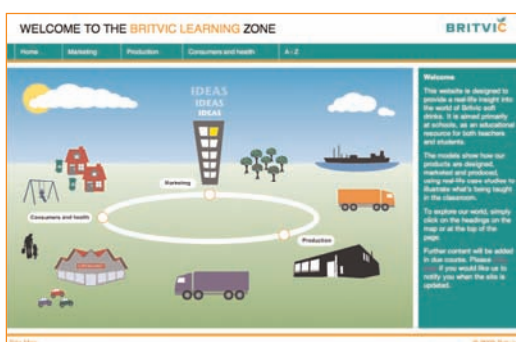 WELCOME TO THE BRITVIC LEARNING ZONE
BRITVIC
Home
Marketing
Production
Consumers and health
A - Z
IDEAS
IDEAS
IDEAS
Marketing
Consumers and health
Production
Welcome
This website is designed to
provide a real-life insight into
the world of Britvic soft
drinks. It is aimed primarily
at schools, as an educational
resource for both teachers
and students.
The models show how our
products are designed,
marketed and produced,
using real-life case studies to
illustrate what's being taught
in the classroom.
To explore our world, simply
click on the headings on the
map or at the top of the
page.
Further content will be added
in due course. Please
if you would like us to
notify you when the site is
updated.